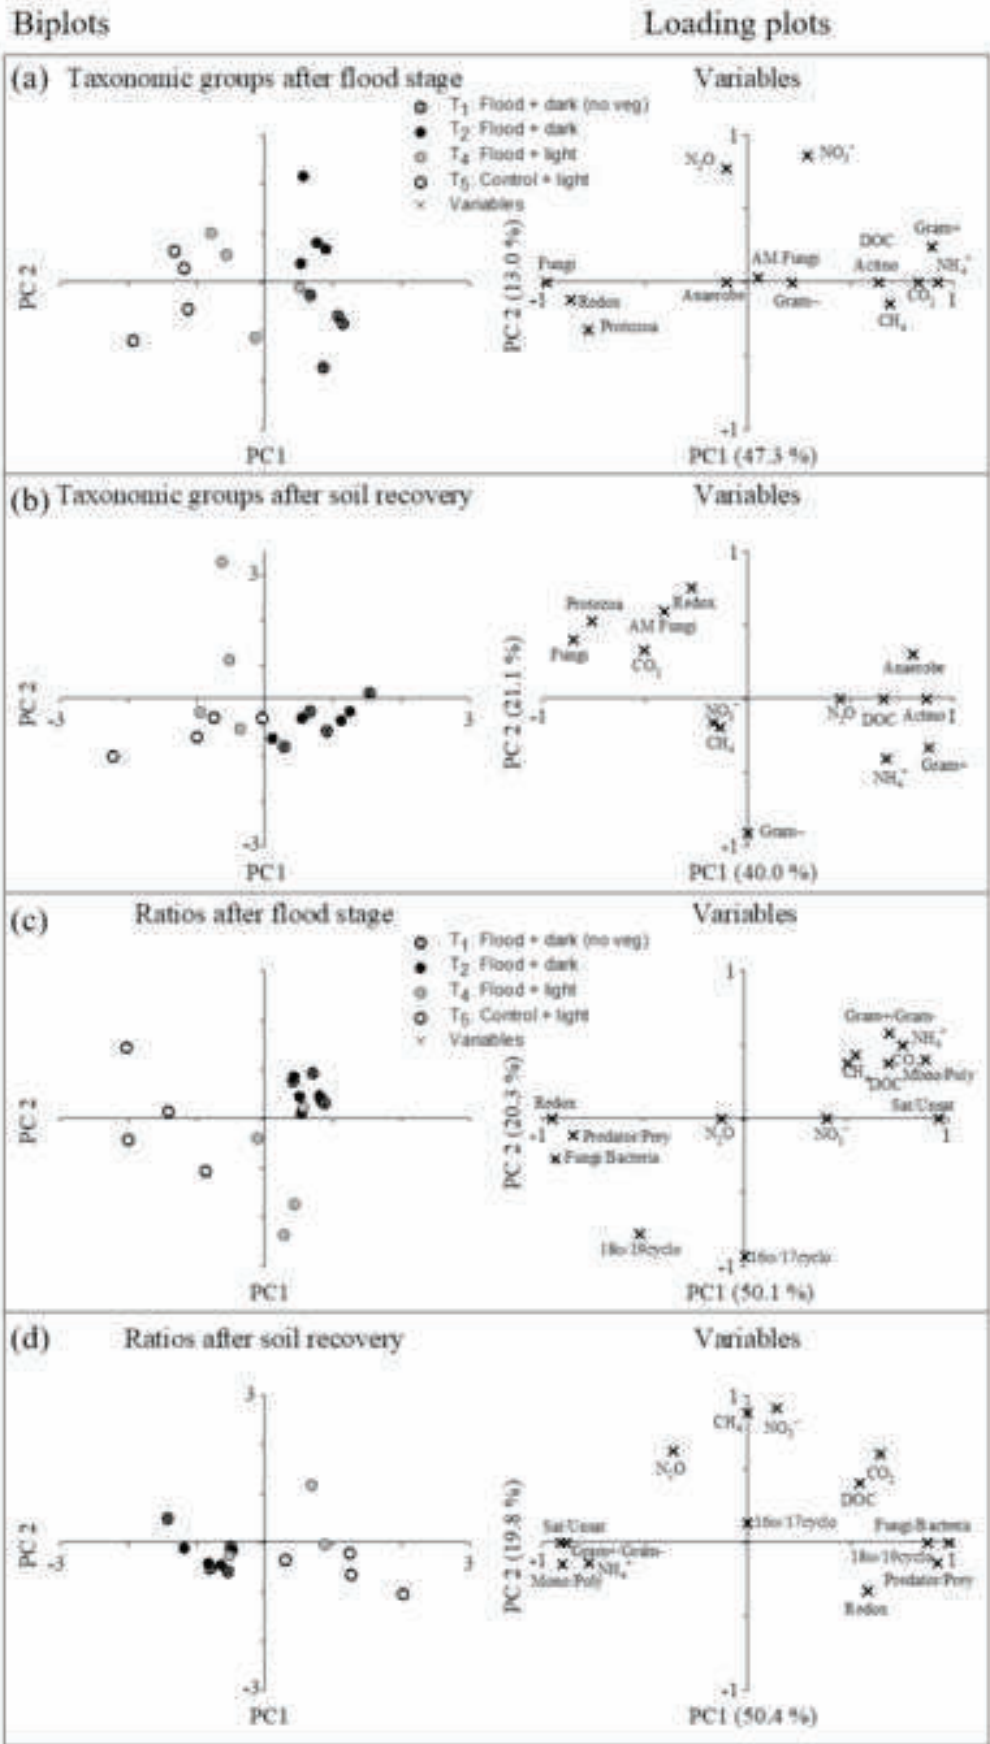 Biplots
Loading plots
(a) Taxonomic groups after flood stage
Variables
T1 Flood + dark (no veg)
T2 Flood + dark
T4 Flood + light
T5 Control + light
Variables
PC 2
PC1
1
N2O
NO3-
PC 2 (13.0 %)
Fungi
-1
Redox
Protozoa
Anaerobe
AM Fungi
Gram-
DOC
Actino
Gram+
NH4+
CO2
CH4
1
-1
PC1 (47.3 %)
(b) Taxonomic groups after soil recovery
Variables
3
PC 2
-3
3
-3
PC1
1
PC 2 (21.1 %)
Protozoa
Redox
AM Fungi
Fungi
CO2
-1
NO3-
CH4
Anaerobe
N2O
DOC
Actino
1
Gram+
NH4+
Gram-
-1
PC1 (40.0 %)
(c)
Ratios after flood stage
Variables
T1 Flood + dark (no veg)
T2 Flood + dark
T4 Flood + light
T5 Control + light
Variables
PC 2
PC1
1
PC 2 (20.3 %)
Gram+/Gram-
NH4+
CO2
CH4
DOC
Mono/Poly
Redox
Sat/Unsat
-1
Predator/Prey
N2O
NO3-
1
Fungi/Bacteria
18ω/19cyclo
16ω/17cyclo
-1
PC1 (50.1 %)
(d)
Ratios after soil recovery
Variables
3
PC 2
-3
3
-3
PC1
1
PC 2 (19.8 %)
CH4
NO3-
N2O
CO2
DOC
16ω/17cyclo
Fungi/Bacteria
Sat/Unsat
Gram+/Gram-
-1
NH4+
Mono/Poly
18ω/19cyclo
1
Predator/Prey
Redox
-1
PC1 (50.4 %)